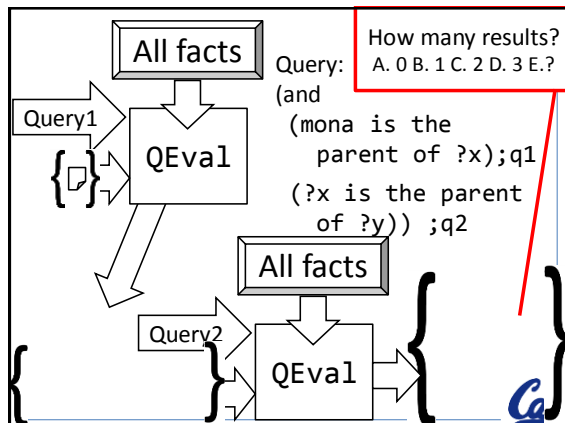 How many results?
A. 0 B. 1 C. 2 D. 3 E.?
All facts
Query:
(and
(mona is the
parent of ?x);q1
(?x is the parent
of ?y)) ;q2
Query1
{ }
QEval
All facts
Query2
{ }
QEval
{ }